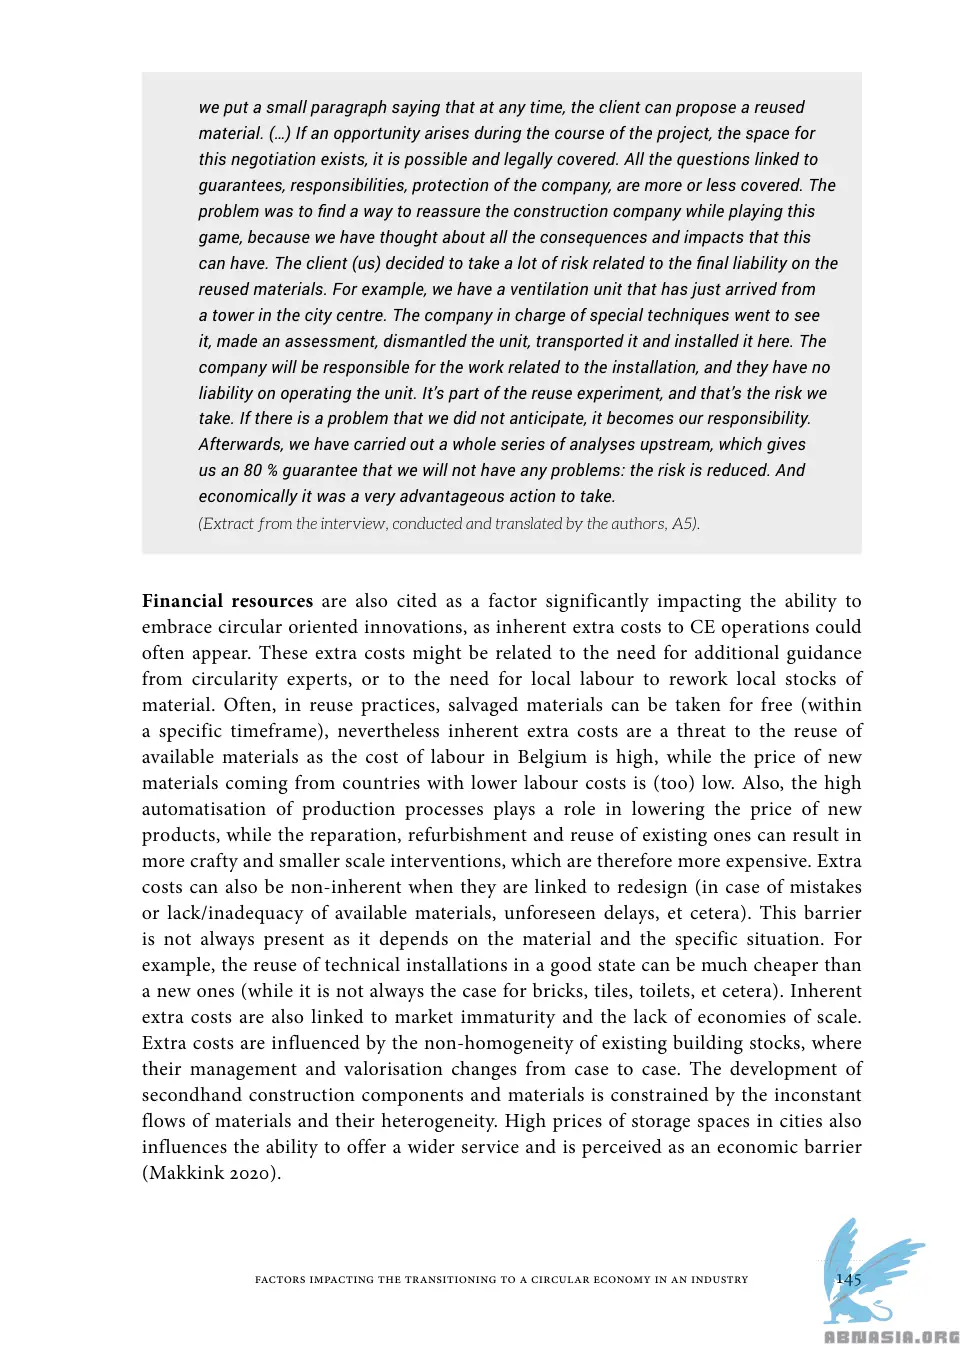 we put a small paragraph saying that at any time, the client can propose a reused
material. (…) If an opportunity arises during the course of the project, the space for
this negotiation exists, it is possible and legally covered. All the questions linked to
guarantees, responsibilities, protection of the company, are more or less covered. The
problem was to find a way to reassure the construction company while playing this
game, because we have thought about all the consequences and impacts that this
can have. The client (us) decided to take a lot of risk related to the final liability on the
reused materials. For example, we have a ventilation unit that has just arrived from
a tower in the city centre. The company in charge of special techniques went to see
it, made an assessment, dismantled the unit, transported it and installed it here. The
company will be responsible for the work related to the installation, and they have no
liability on operating the unit. It’s part of the reuse experiment, and that’s the risk we
take. If there is a problem that we did not anticipate, it becomes our responsibility.
Afterwards, we have carried out a whole series of analyses upstream, which gives
us an 80 % guarantee that we will not have any problems: the risk is reduced. And
economically it was a very advantageous action to take.
(Extract from the interview, conducted and translated by the authors, A5).
Financial resources are also cited as a factor significantly impacting the ability to
embrace circular oriented innovations, as inherent extra costs to CE operations could
often appear. These extra costs might be related to the need for additional guidance
from circularity experts, or to the need for local labour to rework local stocks of
material. Often, in reuse practices, salvaged materials can be taken for free (within
a specific timeframe), nevertheless inherent extra costs are a threat to the reuse of
available materials as the cost of labour in Belgium is high, while the price of new
materials coming from countries with lower labour costs is (too) low. Also, the high
automatisation of production processes plays a role in lowering the price of new
products, while the reparation, refurbishment and reuse of existing ones can result in
more crafty and smaller scale interventions, which are therefore more expensive. Extra
costs can also be non-inherent when they are linked to redesign (in case of mistakes
or lack/inadequacy of available materials, unforeseen delays, et cetera). This barrier
is not always present as it depends on the material and the specific situation. For
example, the reuse of technical installations in a good state can be much cheaper than
a new ones (while it is not always the case for bricks, tiles, toilets, et cetera). Inherent
extra costs are also linked to market immaturity and the lack of economies of scale.
Extra costs are influenced by the non-homogeneity of existing building stocks, where
their management and valorisation changes from case to case. The development of
secondhand construction components and materials is constrained by the inconstant
flows of materials and their heterogeneity. High prices of storage spaces in cities also
influences the ability to offer a wider service and is perceived as an economic barrier
(Makkink 2020).
FACTORS IMPACTING THE TRANSITIONING TO A CIRCULAR ECONOMY IN AN INDUSTRY 145
ABNASIA.ORG